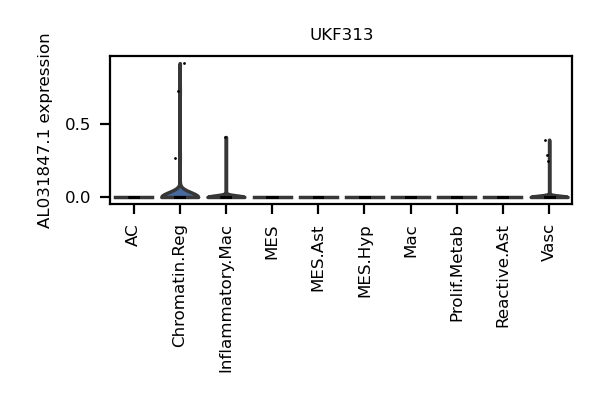 UKF313
AL031847.1 expression
0.5
0.0
AC
Chromatin.Reg
Inflammatory.Mac
MES
MES.Ast
MES.Hyp
Mac
Prolif.Metab
Reactive.Ast
Vasc